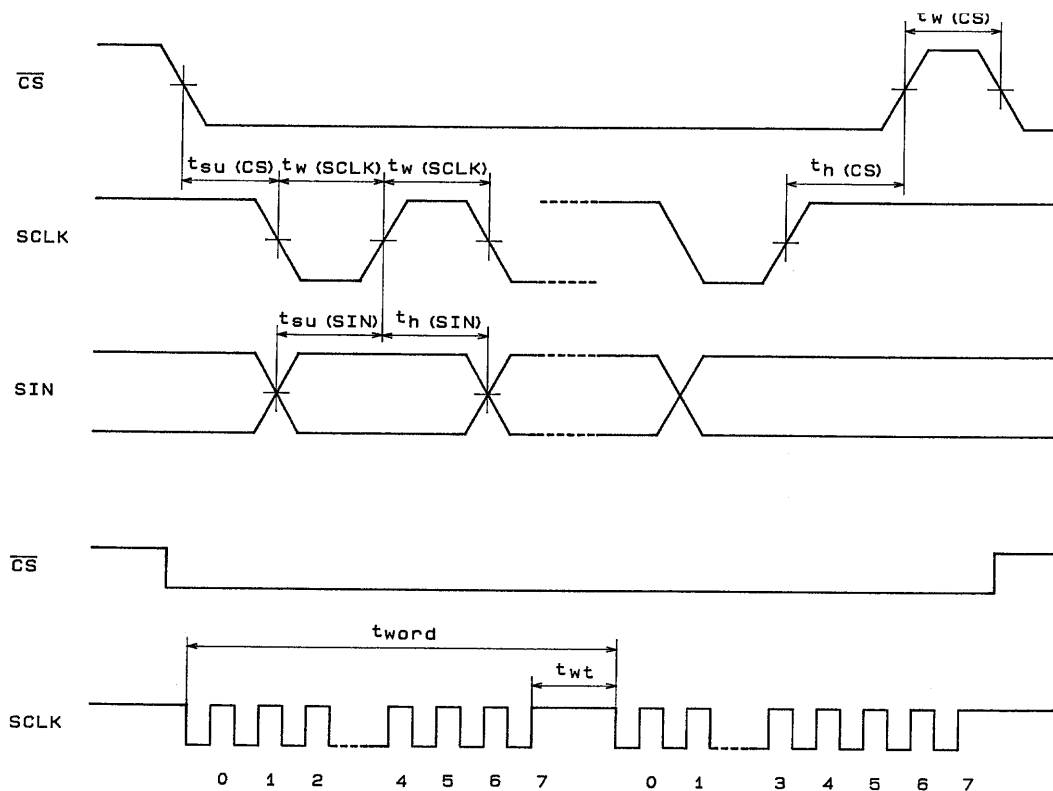 tw (CS)
CS
tsu (CS) tw (SCLK) tw (SCLK)
th (CS)
SCLK
tsu (SIN) th (SIN)
SIN
CS
tword
twt
SCLK
0 1 2 4 5 6 7 0 1 3 4 5 6 7